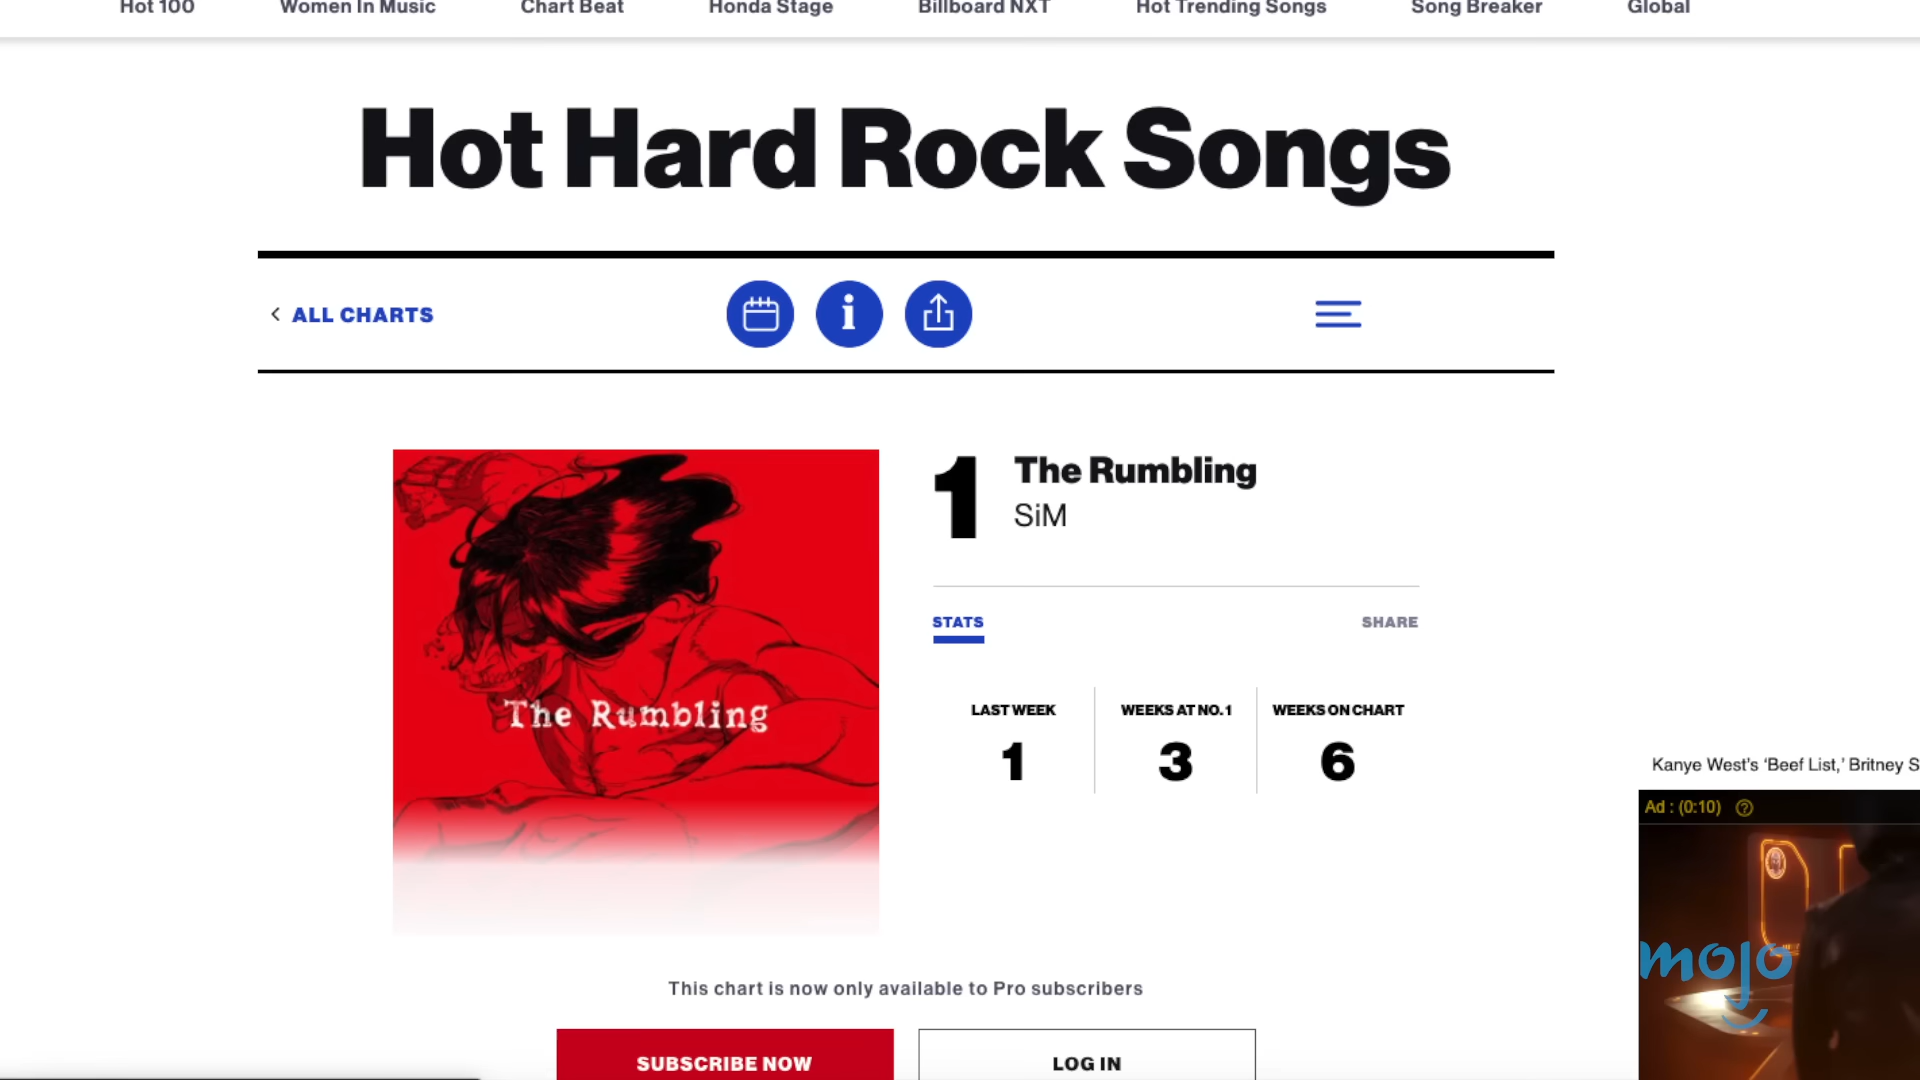 Hot 100 Women In Music Chart Beat Honda Stage Billboard NXT Hot Trending Songs Song Breaker Global
Hot Hard Rock Songs
ALL CHARTS
1 The Rumbling
SiM
The Rumbling
STATS SHARE
LAST WEEK WEEKS AT NO. 1 WEEKS ON CHART
1 3 6
Kanye West's 'Beef List,' Britney S
Ad : (0:10)
mojo
This chart is now only available to Pro subscribers
SUBSCRIBE NOW LOG IN